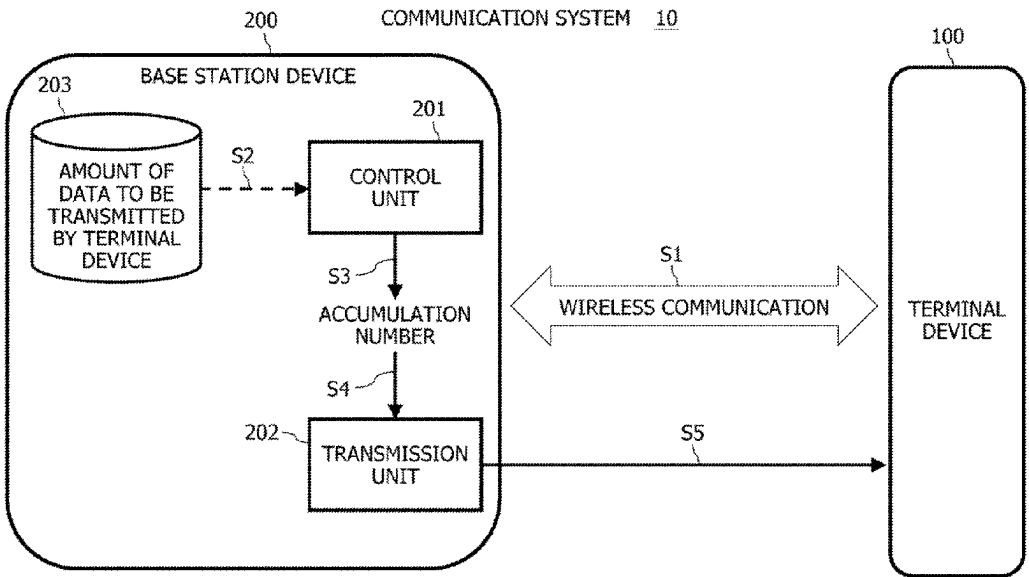 COMMUNICATION SYSTEM 10
200
100
BASE STATION DEVICE
203
201
AMOUNT OF
DATA TO BE
TRANSMITTED
BY TERMINAL
DEVICE
S2
CONTROL
UNIT
S3
ACCUMULATION
NUMBER
S4
202
TRANSMISSION
UNIT
S1
WIRELESS COMMUNICATION
S5
TERMINAL
DEVICE